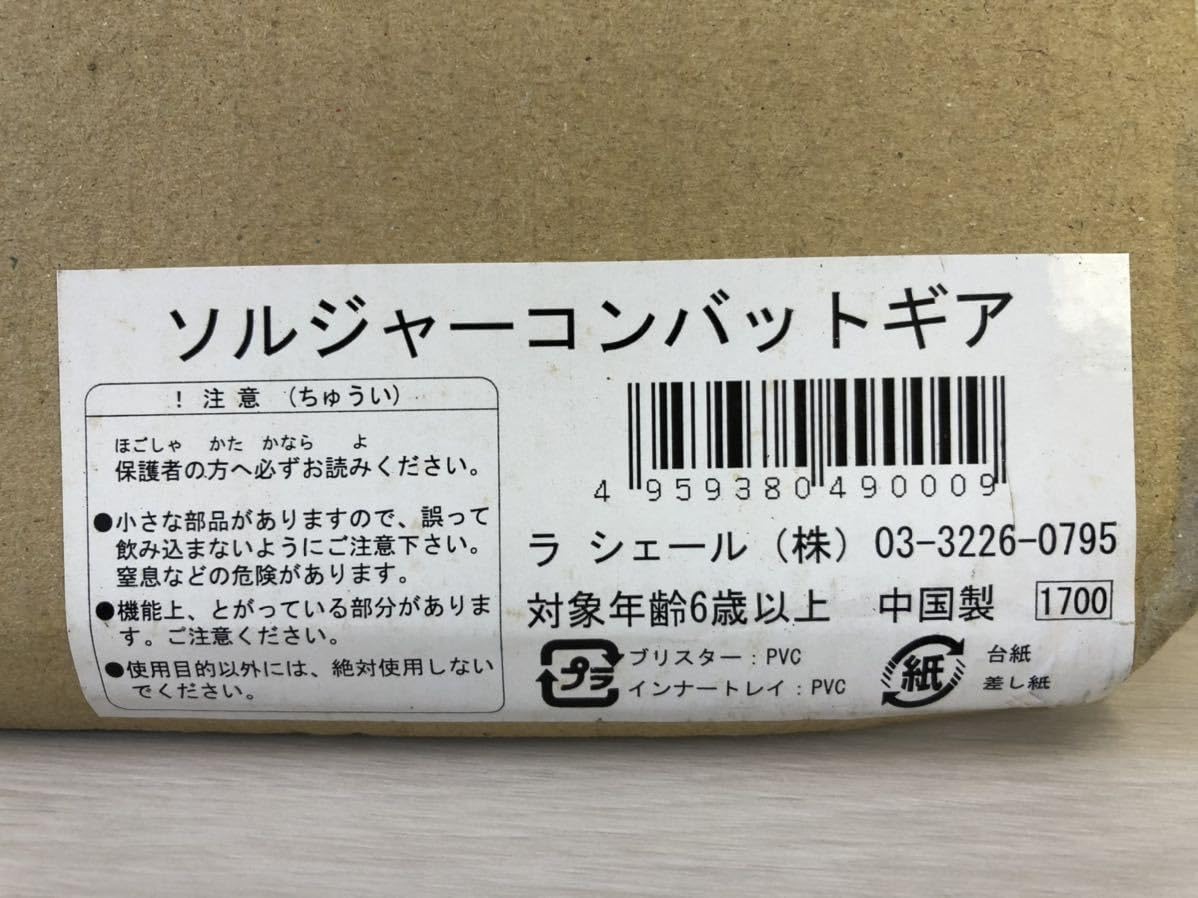 ソルジャーコンバットギア
！注意（ちゅうい）
ほごしゃ かた かなら よ
保護者の方へ必ずお読みください。
●小さな部品がありますので、誤って
飲み込まないようにご注意下さい。
窒息などの危険があります。
●機能上、とがっている部分がありま
す。ご注意ください。
●使用目的以外には、絶対使用しない
でください。
4 959380 490009
ラ シェール（株）03-3226-0795
対象年齢6歳以上 中国製 1700
プラ
ブリスター：PVC
インナートレイ：PVC
紙
台紙
差し紙